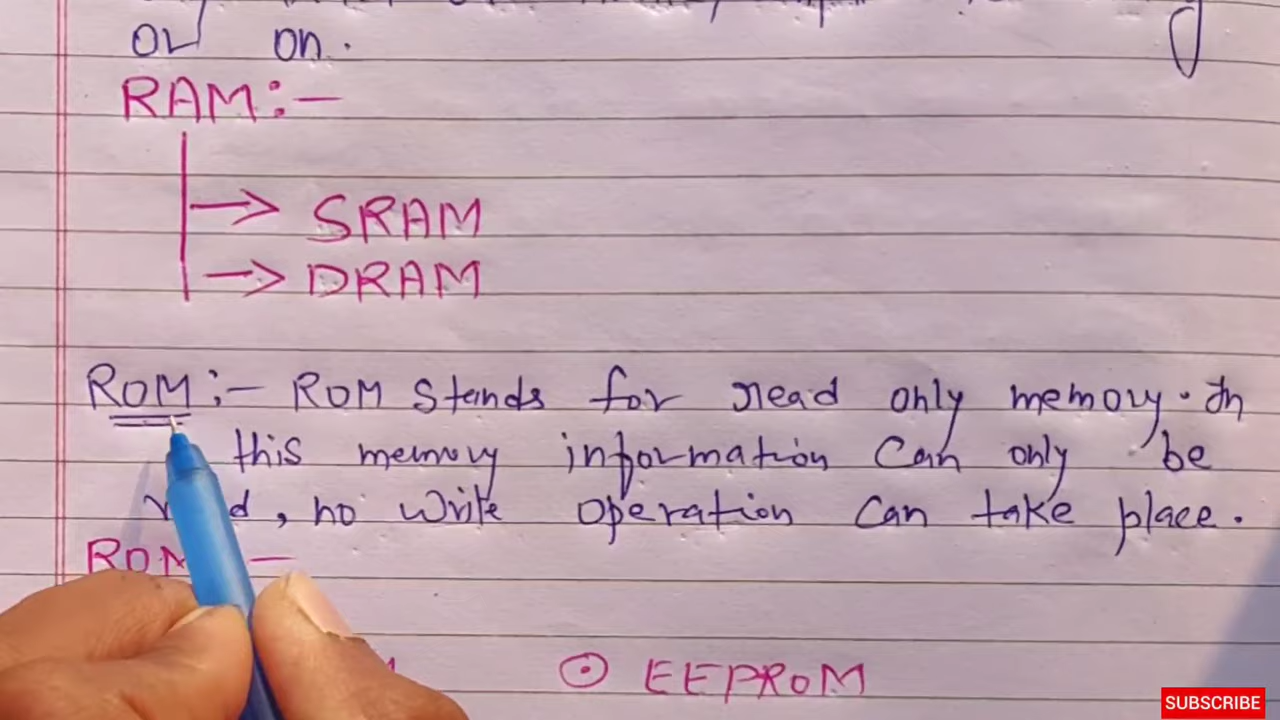 or on.
RAM:-
→ SRAM
→ DRAM
ROM:- ROM stands for read only memory. In
this memory information can only be
, no write operation can take place.
ROM -
⊙ EEPROM
SUBSCRIBE